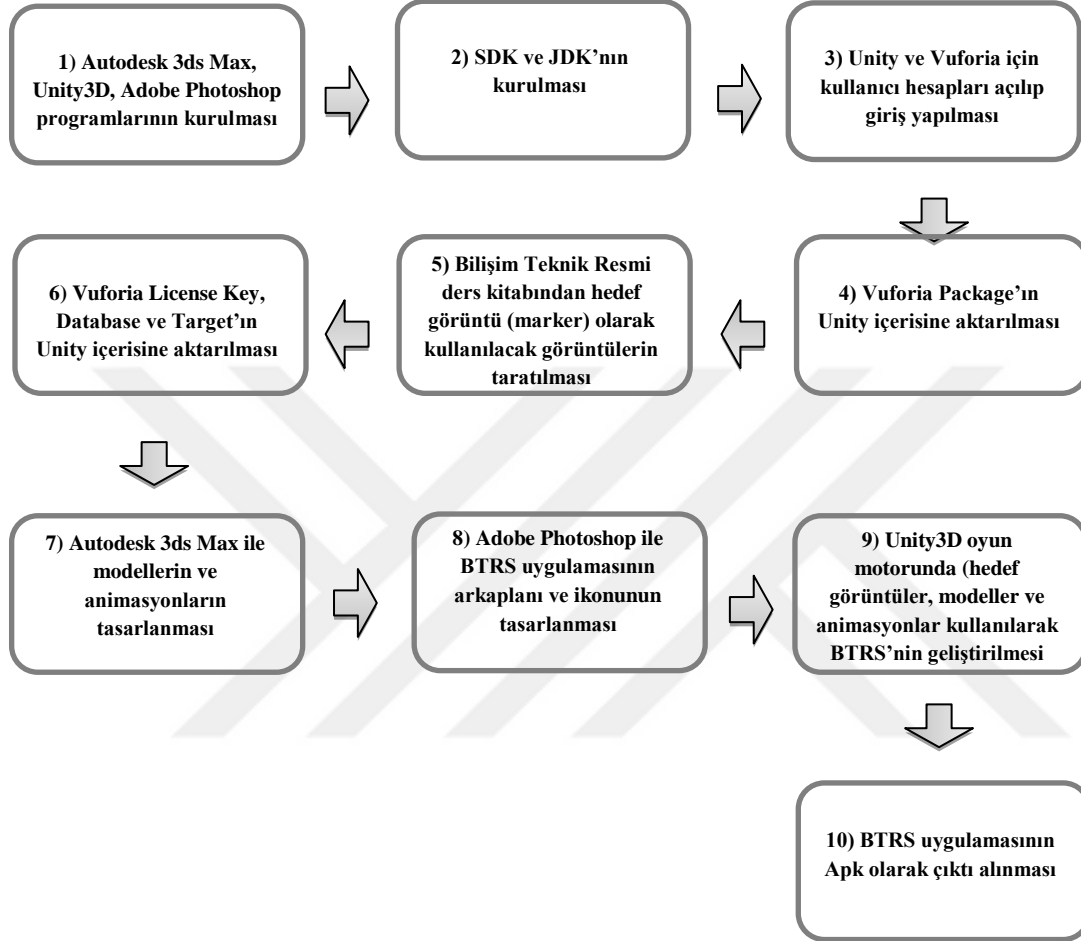 1) Autodesk 3ds Max,
Unity3D, Adobe Photoshop
programlarının kurulması
2) SDK ve JDK’nın
kurulması
3) Unity ve Vuforia için
kullanıcı hesapları açılıp
giriş yapılması
4) Vuforia Package’ın
Unity içerisine aktarılması
5) Bilişim Teknik Resmi
ders kitabından hedef
görüntü (marker) olarak
kullanılacak görüntülerin
taratılması
6) Vuforia License Key,
Database ve Target’ın
Unity içerisine aktarılması
7) Autodesk 3ds Max ile
modellerin ve
animasyonların
tasarlanması
8) Adobe Photoshop ile
BTRS uygulamasının
arkaplanı ve ikonunun
tasarlanması
9) Unity3D oyun
motorunda (hedef
görüntüler, modeller ve
animasyonlar kullanılarak
BTRS’nin geliştirilmesi
10) BTRS uygulamasının
Apk olarak çıktı alınması